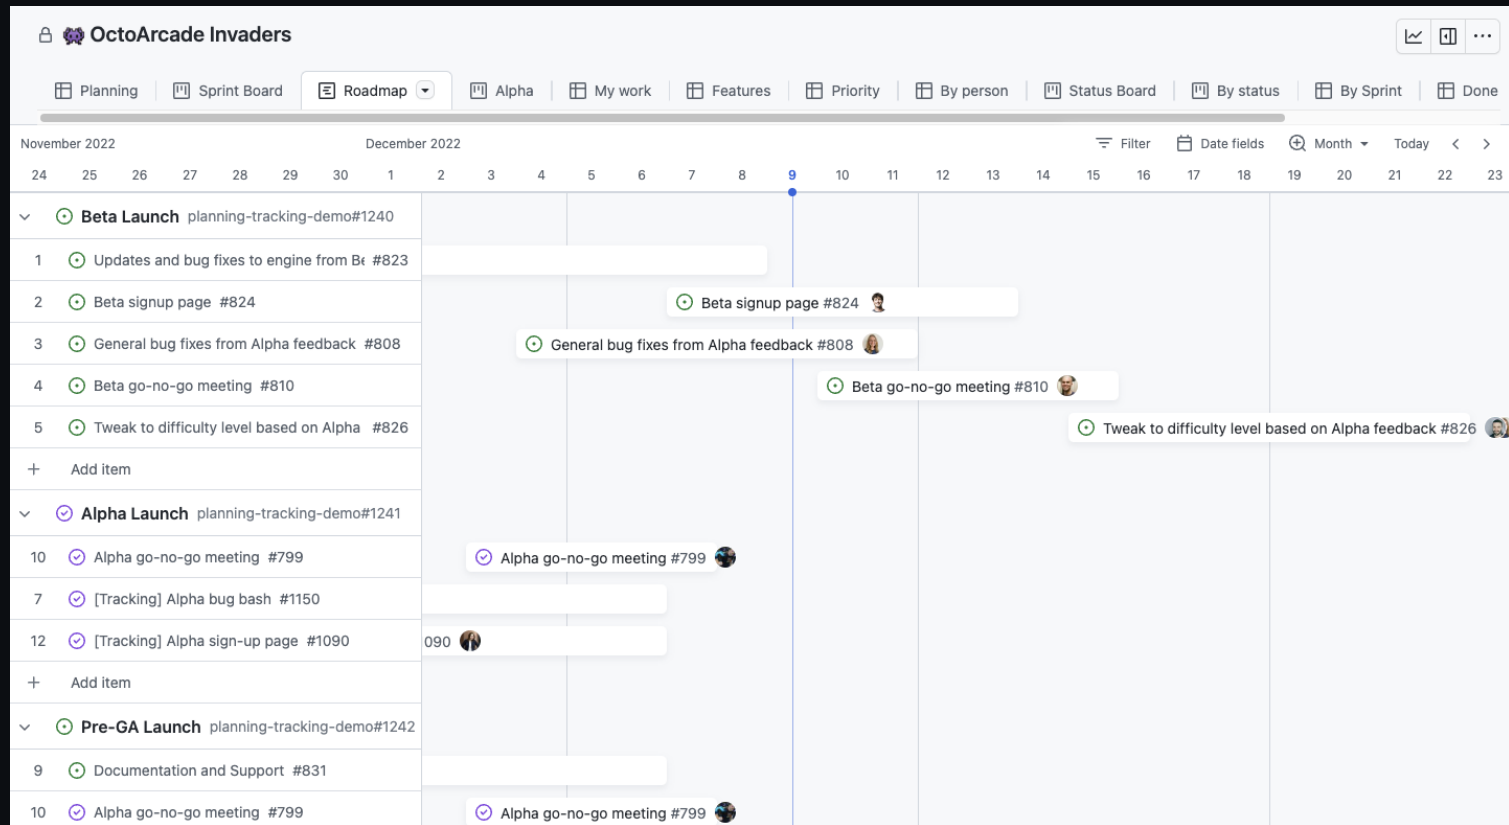 OctoArcade Invaders
Planning Sprint Board Roadmap Alpha My work Features Priority By person Status Board By status By Sprint Done
November 2022 December 2022 Filter Date fields Month Today
24 25 26 27 28 29 30 1 2 3 4 5 6 7 8 9 10 11 12 13 14 15 16 17 18 19 20 21 22 23
Beta Launch planning-tracking-demo#1240
1 Updates and bug fixes to engine from Be #823
2 Beta signup page #824 Beta signup page #824
3 General bug fixes from Alpha feedback #808 General bug fixes from Alpha feedback #808
4 Beta go-no-go meeting #810 Beta go-no-go meeting #810
5 Tweak to difficulty level based on Alpha #826 Tweak to difficulty level based on Alpha feedback #826
Add item
Alpha Launch planning-tracking-demo#1241
10 Alpha go-no-go meeting #799 Alpha go-no-go meeting #799
7 [Tracking] Alpha bug bash #1150
12 [Tracking] Alpha sign-up page #1090 090
Add item
Pre-GA Launch planning-tracking-demo#1242
9 Documentation and Support #831
10 Alpha go-no-go meeting #799 Alpha go-no-go meeting #799